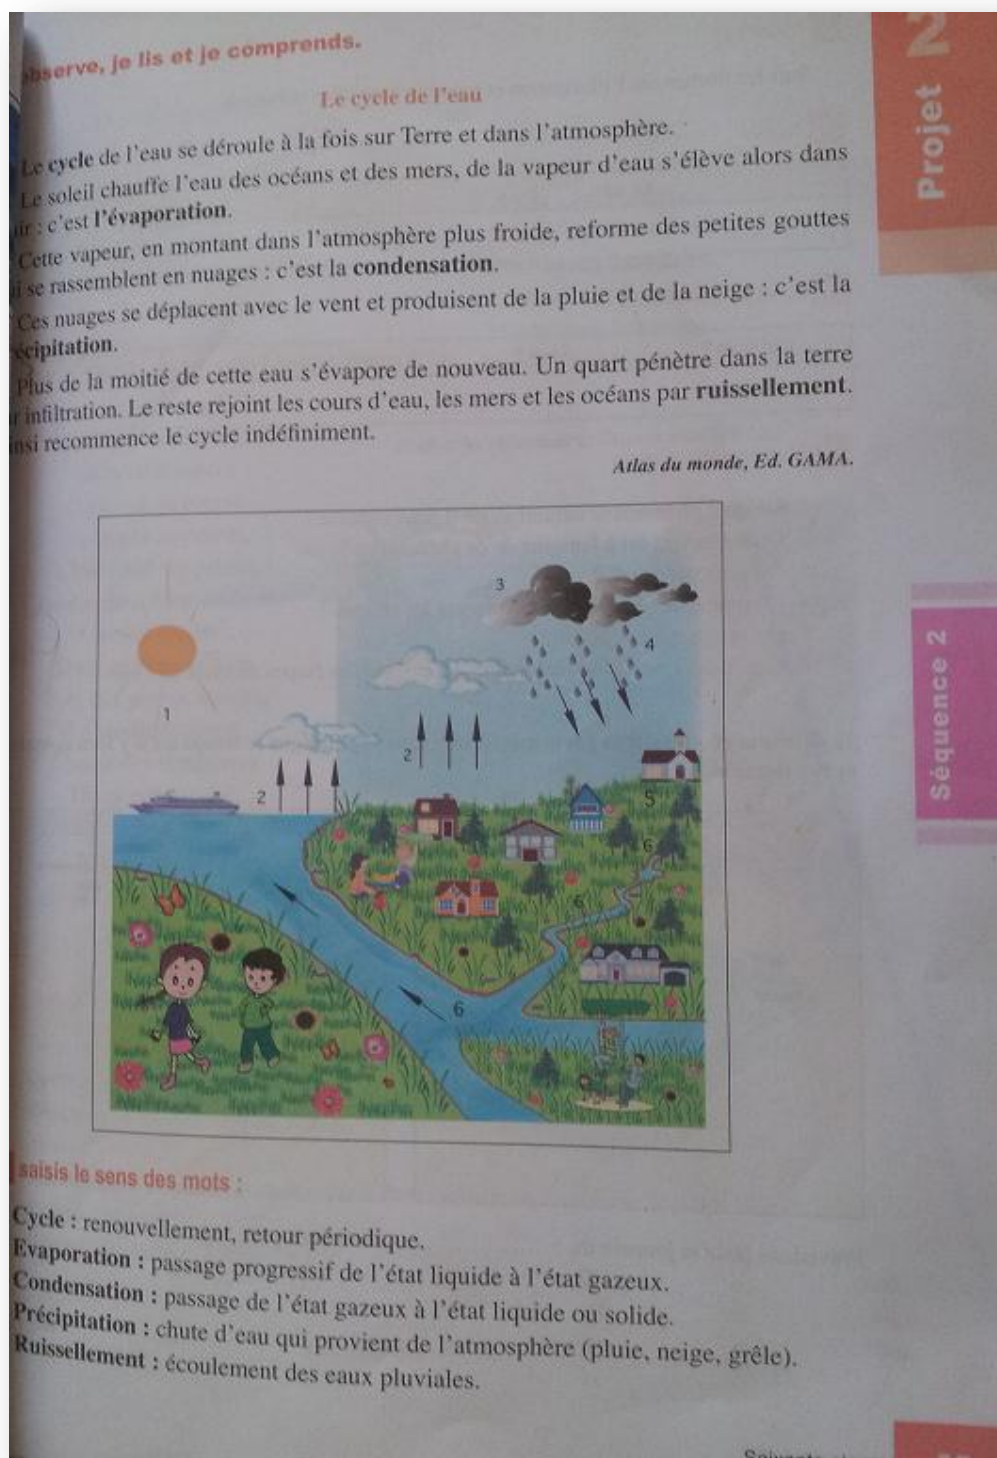 observe, je lis et je comprends.
Le cycle de l'eau
Le cycle de l'eau se déroule à la fois sur Terre et dans l'atmosphère.
Le soleil chauffe l'eau des océans et des mers, de la vapeur d'eau s'élève alors dans
air : c'est l'évaporation.
Cette vapeur, en montant dans l'atmosphère plus froide, reforme des petites gouttes
i se rassemblent en nuages : c'est la condensation.
Ces nuages se déplacent avec le vent et produisent de la pluie et de la neige : c'est la
écipitation.
Plus de la moitié de cette eau s'évapore de nouveau. Un quart pénètre dans la terre
r infiltration. Le reste rejoint les cours d'eau, les mers et les océans par ruissellement.
insi recommence le cycle indéfiniment.
Atlas du monde, Ed. GAMA.
Projet 2
Séquence 2
3
4
1
2
2
5
6
6
6
saisis le sens des mots :
Cycle : renouvellement, retour périodique.
Evaporation : passage progressif de l'état liquide à l'état gazeux.
Condensation : passage de l'état gazeux à l'état liquide ou solide.
Précipitation : chute d'eau qui provient de l'atmosphère (pluie, neige, grêle).
Ruissellement : écoulement des eaux pluviales.